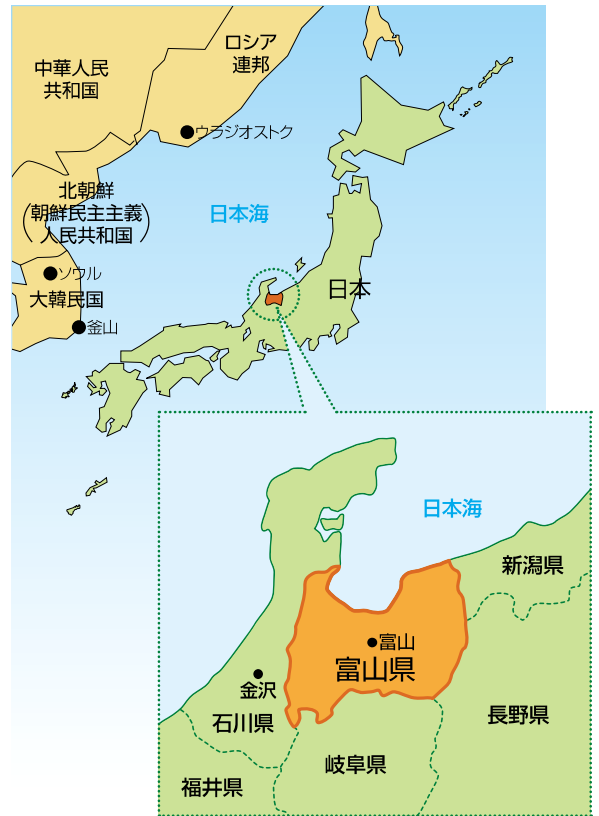 ロシア
連邦
中華人民
共和国
ウラジオストク
北朝鮮
(朝鮮民主主義)
人民共和国
日本海
ソウル
大韓民国
釜山
日本
日本海
新潟県
富山
富山県
金沢
石川県
長野県
岐阜県
福井県